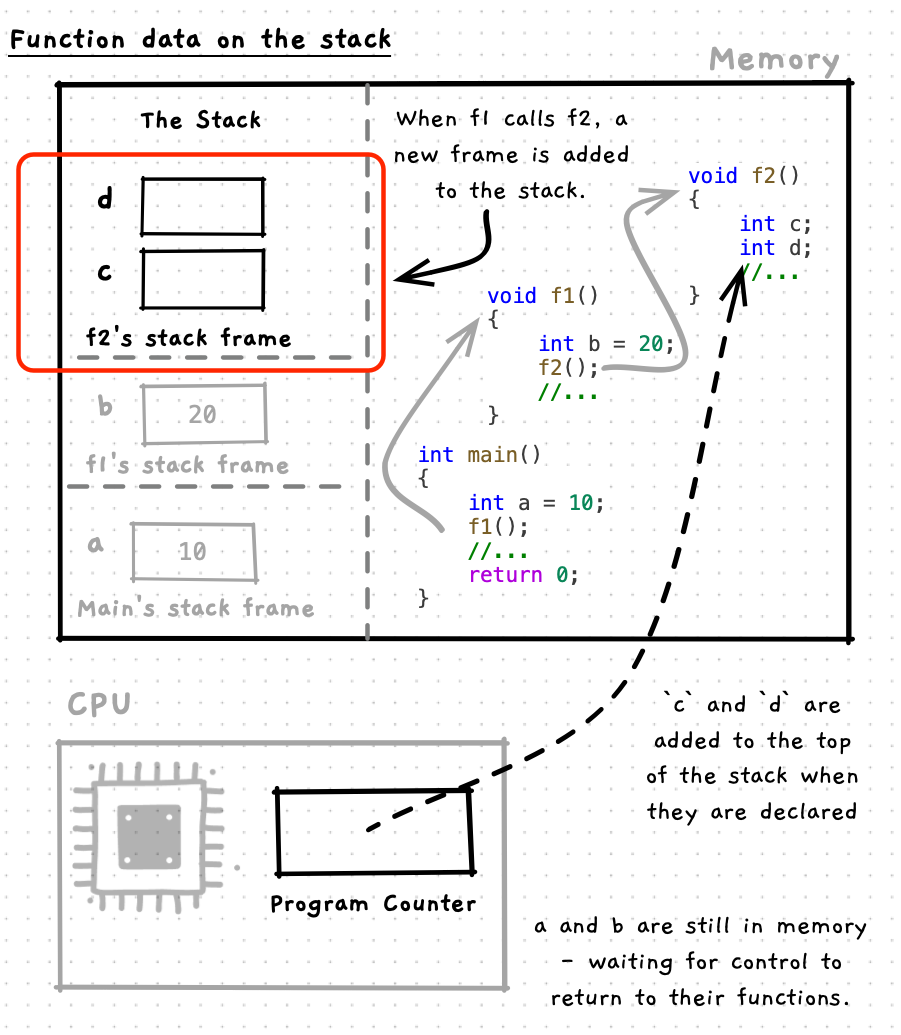 Function data on the stack
Memory
The Stack
d
c
f2's stack frame
b
20
f1's stack frame
a
10
Main's stack frame
When f1 calls f2, a
new frame is added
to the stack.
void f2()
{
int c;
int d;
//...
}
void f1()
{
int b = 20;
f2();
//...
}
int main()
{
int a = 10;
f1();
//...
return 0;
}
CPU
Program Counter
`c` and `d` are
added to the top
of the stack when
they are declared
a and b are still in memory
- waiting for control to
return to their functions.